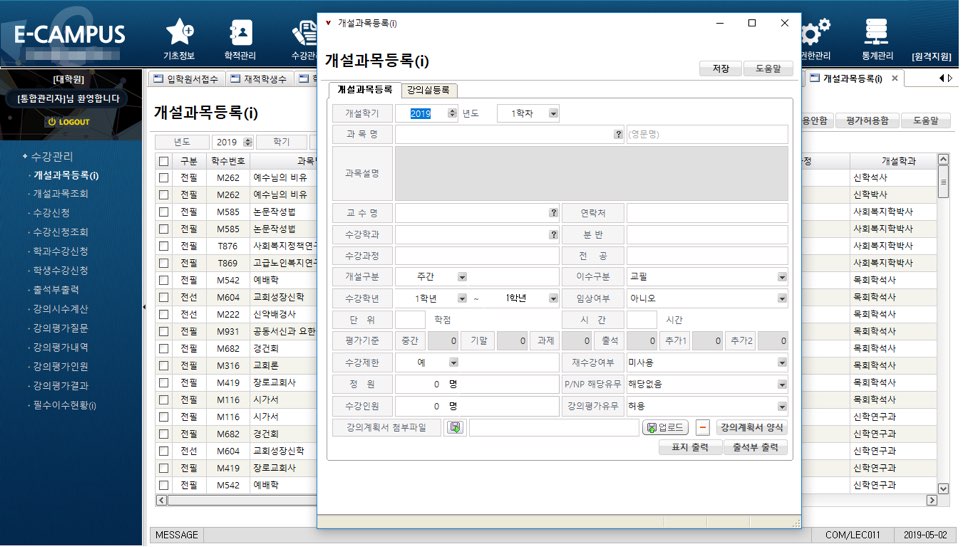 E-CAMPUS
기초정보
학적관리
수강관
통계관리
[원격지원]
[대학원]
[통합관리자]님 환영합니다
LOGOUT
수강관리
개설과목등록(i)
개설과목조회
수강신청
수강신청조회
학과수강신청
학생수강신청
출석부출력
강의시수계산
강의평가질문
강의평가내역
강의평가인원
강의평가결과
필수이수현황(i)
입학원서접수 재적학생수 개설과목등록(i)
개설과목등록(i)
용안함 평가허용함 도움말
년도 2019 학기
구분 학수번호 과목 개설학과
전필 M262 예수님의 비유 신학석사
전필 M262 예수님의 비유 신학박사
전필 M585 논문작성법 사회복지학박사
전필 M585 논문작성법 사회복지학박사
전필 T876 사회복지정책연구 사회복지학박사
전필 T869 고급노인복지연 사회복지학박사
전필 M542 예배학 목회학석사
전선 M604 교회성장신학 목회학석사
전선 M222 신약배경사 목회학석사
전필 M931 공동서신과 요한 목회학석사
전필 M682 경건회 목회학석사
전필 M316 교회론 목회학석사
전필 M419 장로교회사 목회학석사
전필 M116 시가서 목회학석사
전필 M116 시가서 신학연구과
전필 M682 경건회 신학연구과
전선 M604 교회성장신학 신학연구과
전필 M419 장로교회사 신학연구과
전필 M542 예배학 신학연구과
MESSAGE COM/LEC011 2019-05-02
개설과목등록(i)
개설과목등록(i)
저장 도움말
개설과목등록 강의실등록
개설학기 2019 년도 1학자
과 목 명 ? (영문명)
과목설명
교 수 명 ? 연락처
수강학과 ? 분 반
수강과정 전 공
개설구분 주간 이수구분 교필
수강학년 1학년 ~ 1학년 임상여부 아니오
단 위 학점 시 간 시간
평가기준 중간 0 기말 0 과제 0 출석 0 추가1 0 추가2 0
수강제한 예 재수강여부 미사용
정 원 0 명 P/NP 해당유무 해당없음
수강인원 0 명 강의평가유무 허용
강의계획서 첨부파일 업로드 강의계획서 양식
표지 출력 출석부 출력